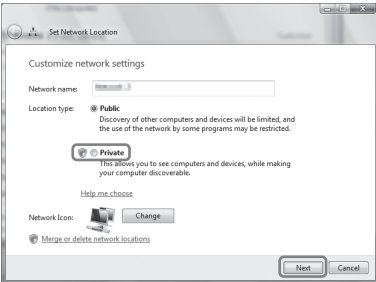 Set Network Location
Customize network settings
Network name:
Location type:
Public
Discovery of other computers and devices will be limited, and
the use of the network by some programs may be restricted.
Private
This allows you to see computers and devices, while making
your computer discoverable.
Help me choose
Network Icon:
Change
Merge or delete network locations
Next
Cancel